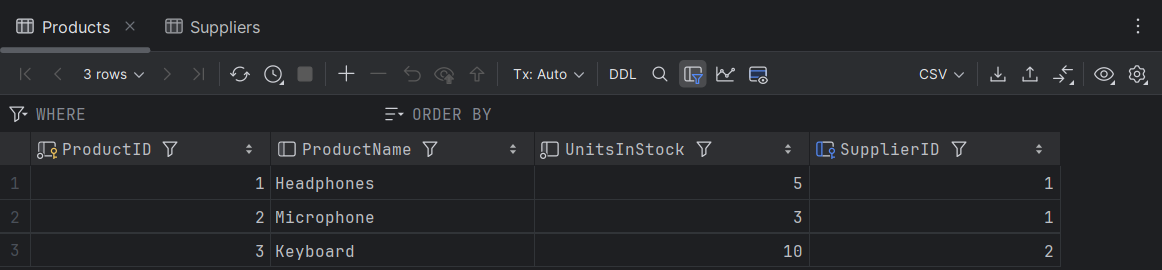 Products Suppliers
3 rows Tx: Auto DDL CSV
WHERE ORDER BY
ProductID ProductName UnitsInStock SupplierID
1 1 Headphones 5 1
2 2 Microphone 3 1
3 3 Keyboard 10 2